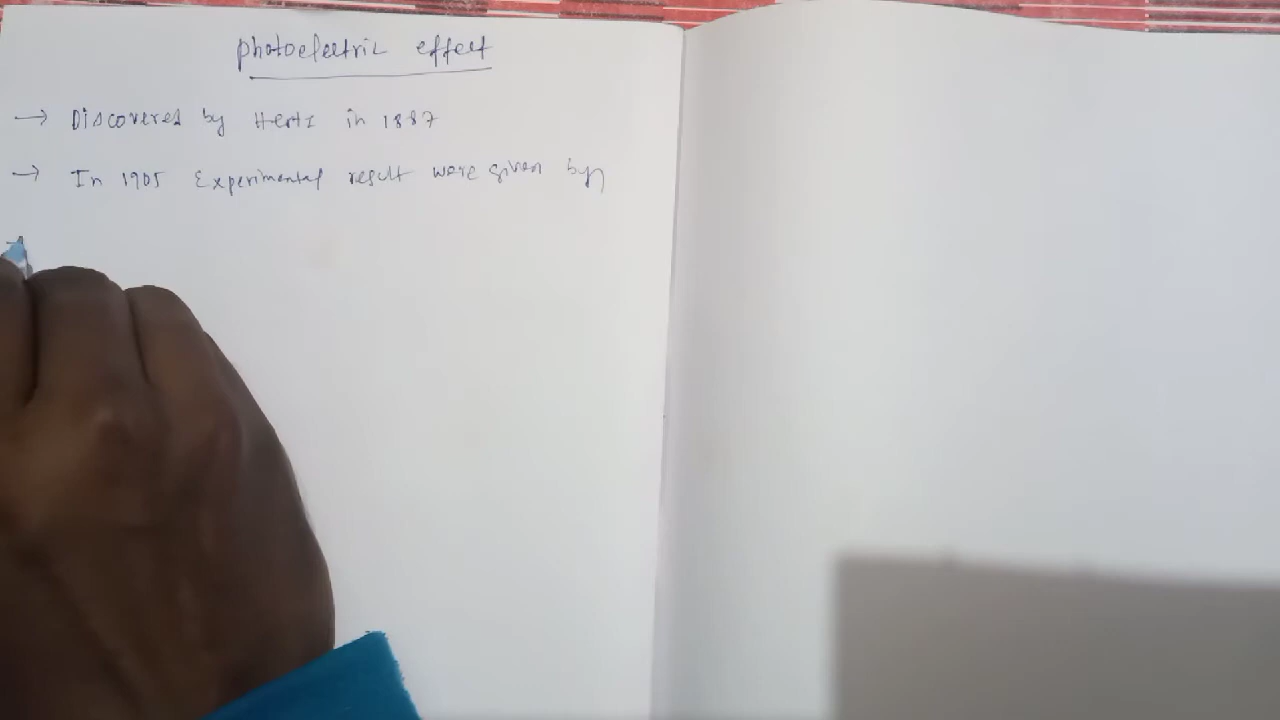 photoelectric effect
→ Discovered by Hertz in 1887
→ In 1905 Experimental result were given by